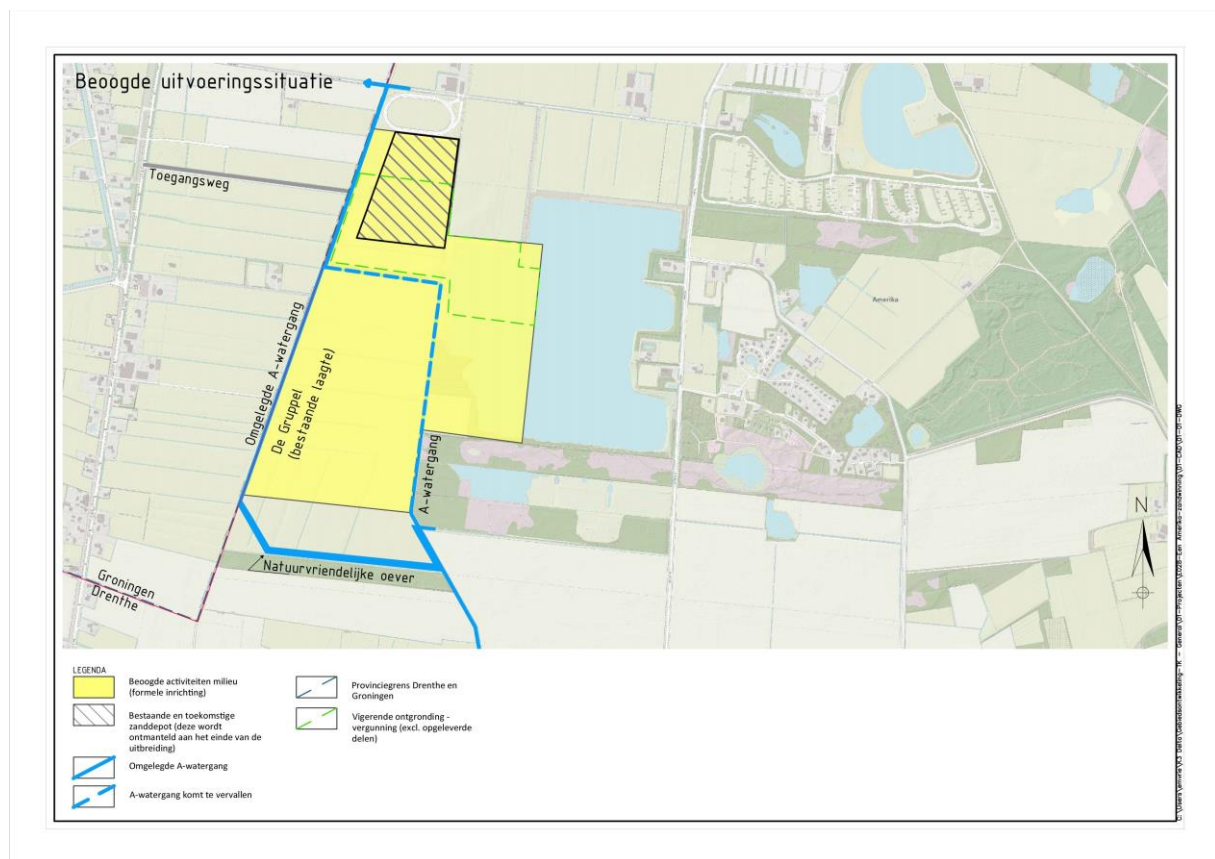 Beoogde uitvoeringssituatie
Toegangsweg
Omgelegde A-watergang
De Gruppel
(bestaande laagte)
A-watergang
Amerika
Natuurvriendelijke oever
Groningen
Drenthe
N
LEGENDA
Beoogde activiteiten milieu
(formele inrichting)
Bestaande en toekomstige
zanddepot (deze wordt
ontmanteld aan het einde van de
uitbreiding)
Omgelegde A-watergang
A-watergang komt te vervallen
Provinciegrens Drenthe en
Groningen
Vigerende ontgronding -
vergunning (excl. opgeleverde
delen)